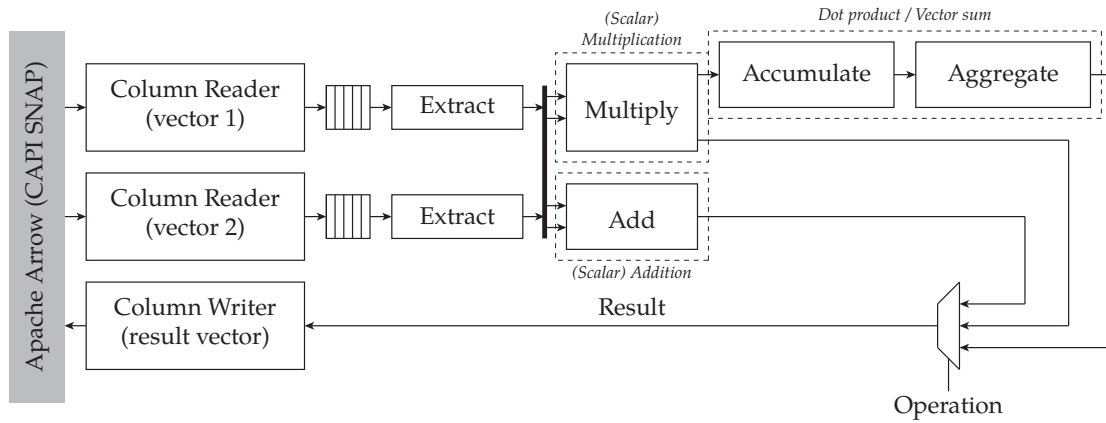 Apache Arrow (CAPI SNAP)
Column Reader
(vector 1)
Extract
(Scalar)
Multiplication
Multiply
Dot product / Vector sum
Accumulate
Aggregate
Column Reader
(vector 2)
Extract
Add
(Scalar) Addition
Column Writer
(result vector)
Result
Operation